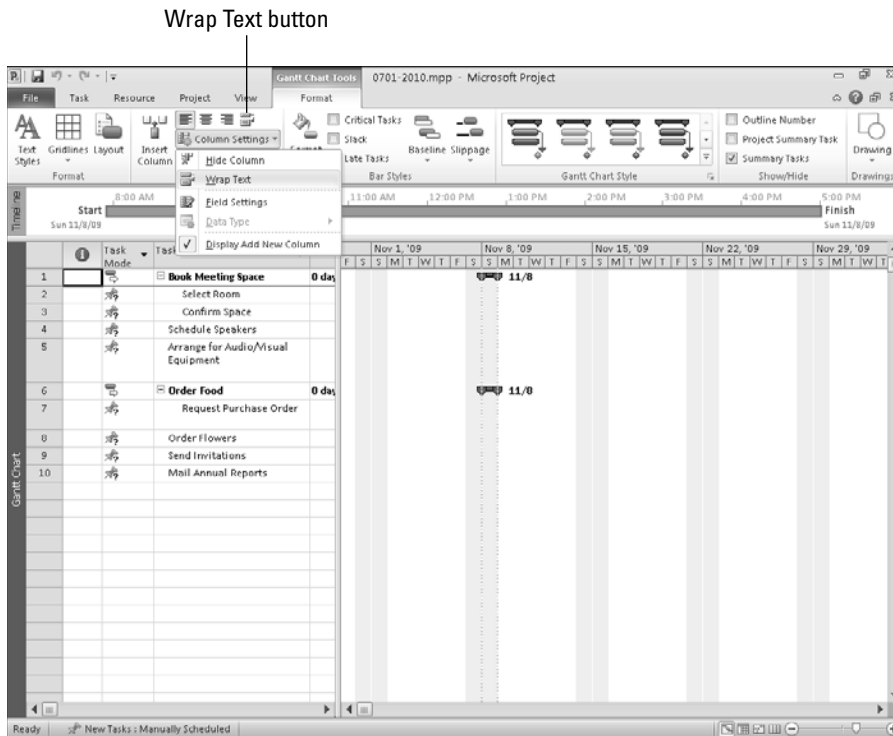 Wrap Text button
Gantt Chart Tools
0701-2010.mpp - Microsoft Project
File Task Resource Project View Format
Text Styles
Gridlines
Layout
Format
Insert Column
Column Settings
Hide Column
Wrap Text
Field Settings
Data Type
Display Add New Column
Critical Tasks
Slack
Late Tasks
Baseline
Slippage
Bar Styles
Gantt Chart Style
Outline Number
Project Summary Task
Summary Tasks
Show/Hide
Drawing
Drawings
Timeline
8:00 AM 11:00 AM 12:00 PM 1:00 PM 2:00 PM 3:00 PM 4:00 PM 5:00 PM
Start
Sun 11/8/09
Finish
Sun 11/8/09
Task Mode
Nov 1, '09 Nov 8, '09 Nov 15, '09 Nov 22, '09 Nov 29, '09
F S S M T W T F S S M T W T F S S M T W T F S S M T W T F S S M T W T
1 Book Meeting Space 0 day 11/8
2 Select Room
3 Confirm Space
4 Schedule Speakers
5 Arrange for Audio/Visual
Equipment
6 Order Food 0 day 11/8
7 Request Purchase Order
8 Order Flowers
9 Send Invitations
10 Mail Annual Reports
Gantt Chart
Ready New Tasks : Manually Scheduled